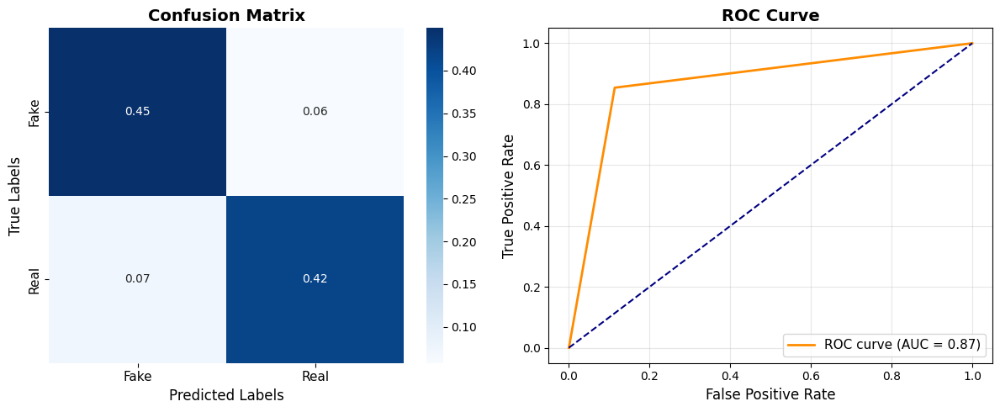 Confusion Matrix
True Labels
Fake
Real
0.45
0.06
0.07
0.42
Fake
Real
Predicted Labels
0.40
0.35
0.30
0.25
0.20
0.15
0.10
ROC Curve
True Positive Rate
1.0
0.8
0.6
0.4
0.2
0.0
ROC curve (AUC = 0.87)
0.0
0.2
0.4
0.6
0.8
1.0
False Positive Rate